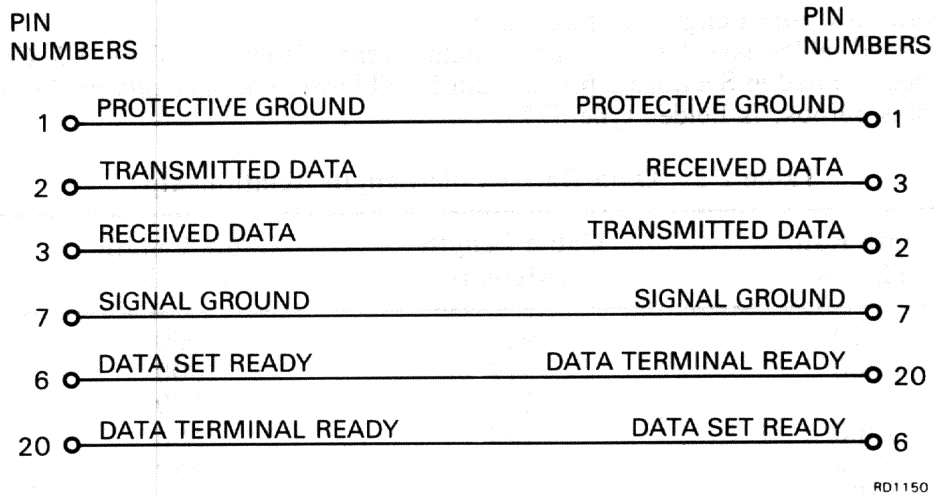 PIN NUMBERS
PIN NUMBERS
1 PROTECTIVE GROUND PROTECTIVE GROUND 1
2 TRANSMITTED DATA RECEIVED DATA 3
3 RECEIVED DATA TRANSMITTED DATA 2
7 SIGNAL GROUND SIGNAL GROUND 7
6 DATA SET READY DATA TERMINAL READY 20
20 DATA TERMINAL READY DATA SET READY 6
RD1150